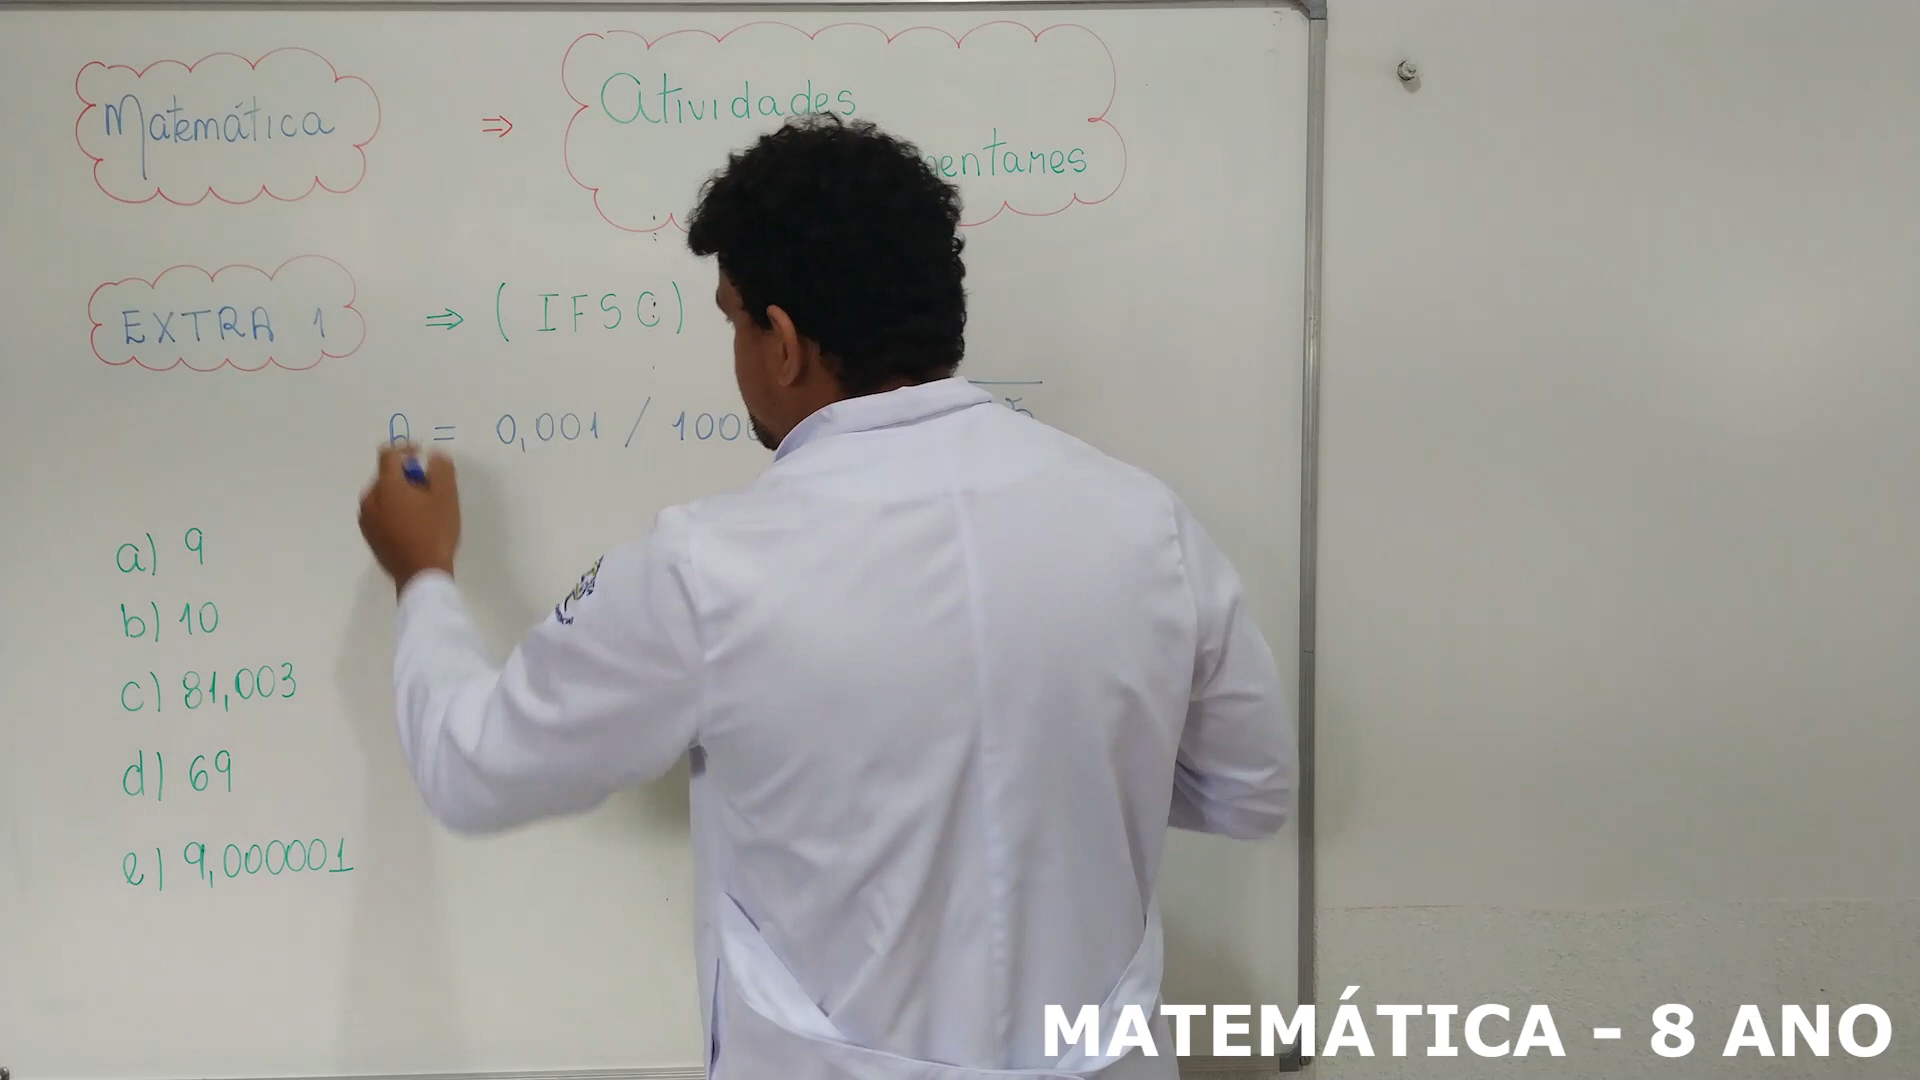 Matemática ⇒ Atividades
entares
EXTRA 1 ⇒ (IFSC)
A = 0,001 / 100
a) 9
b) 10
c) 81,003
d) 69
e) 9,000001
MATEMÁTICA - 8 ANO